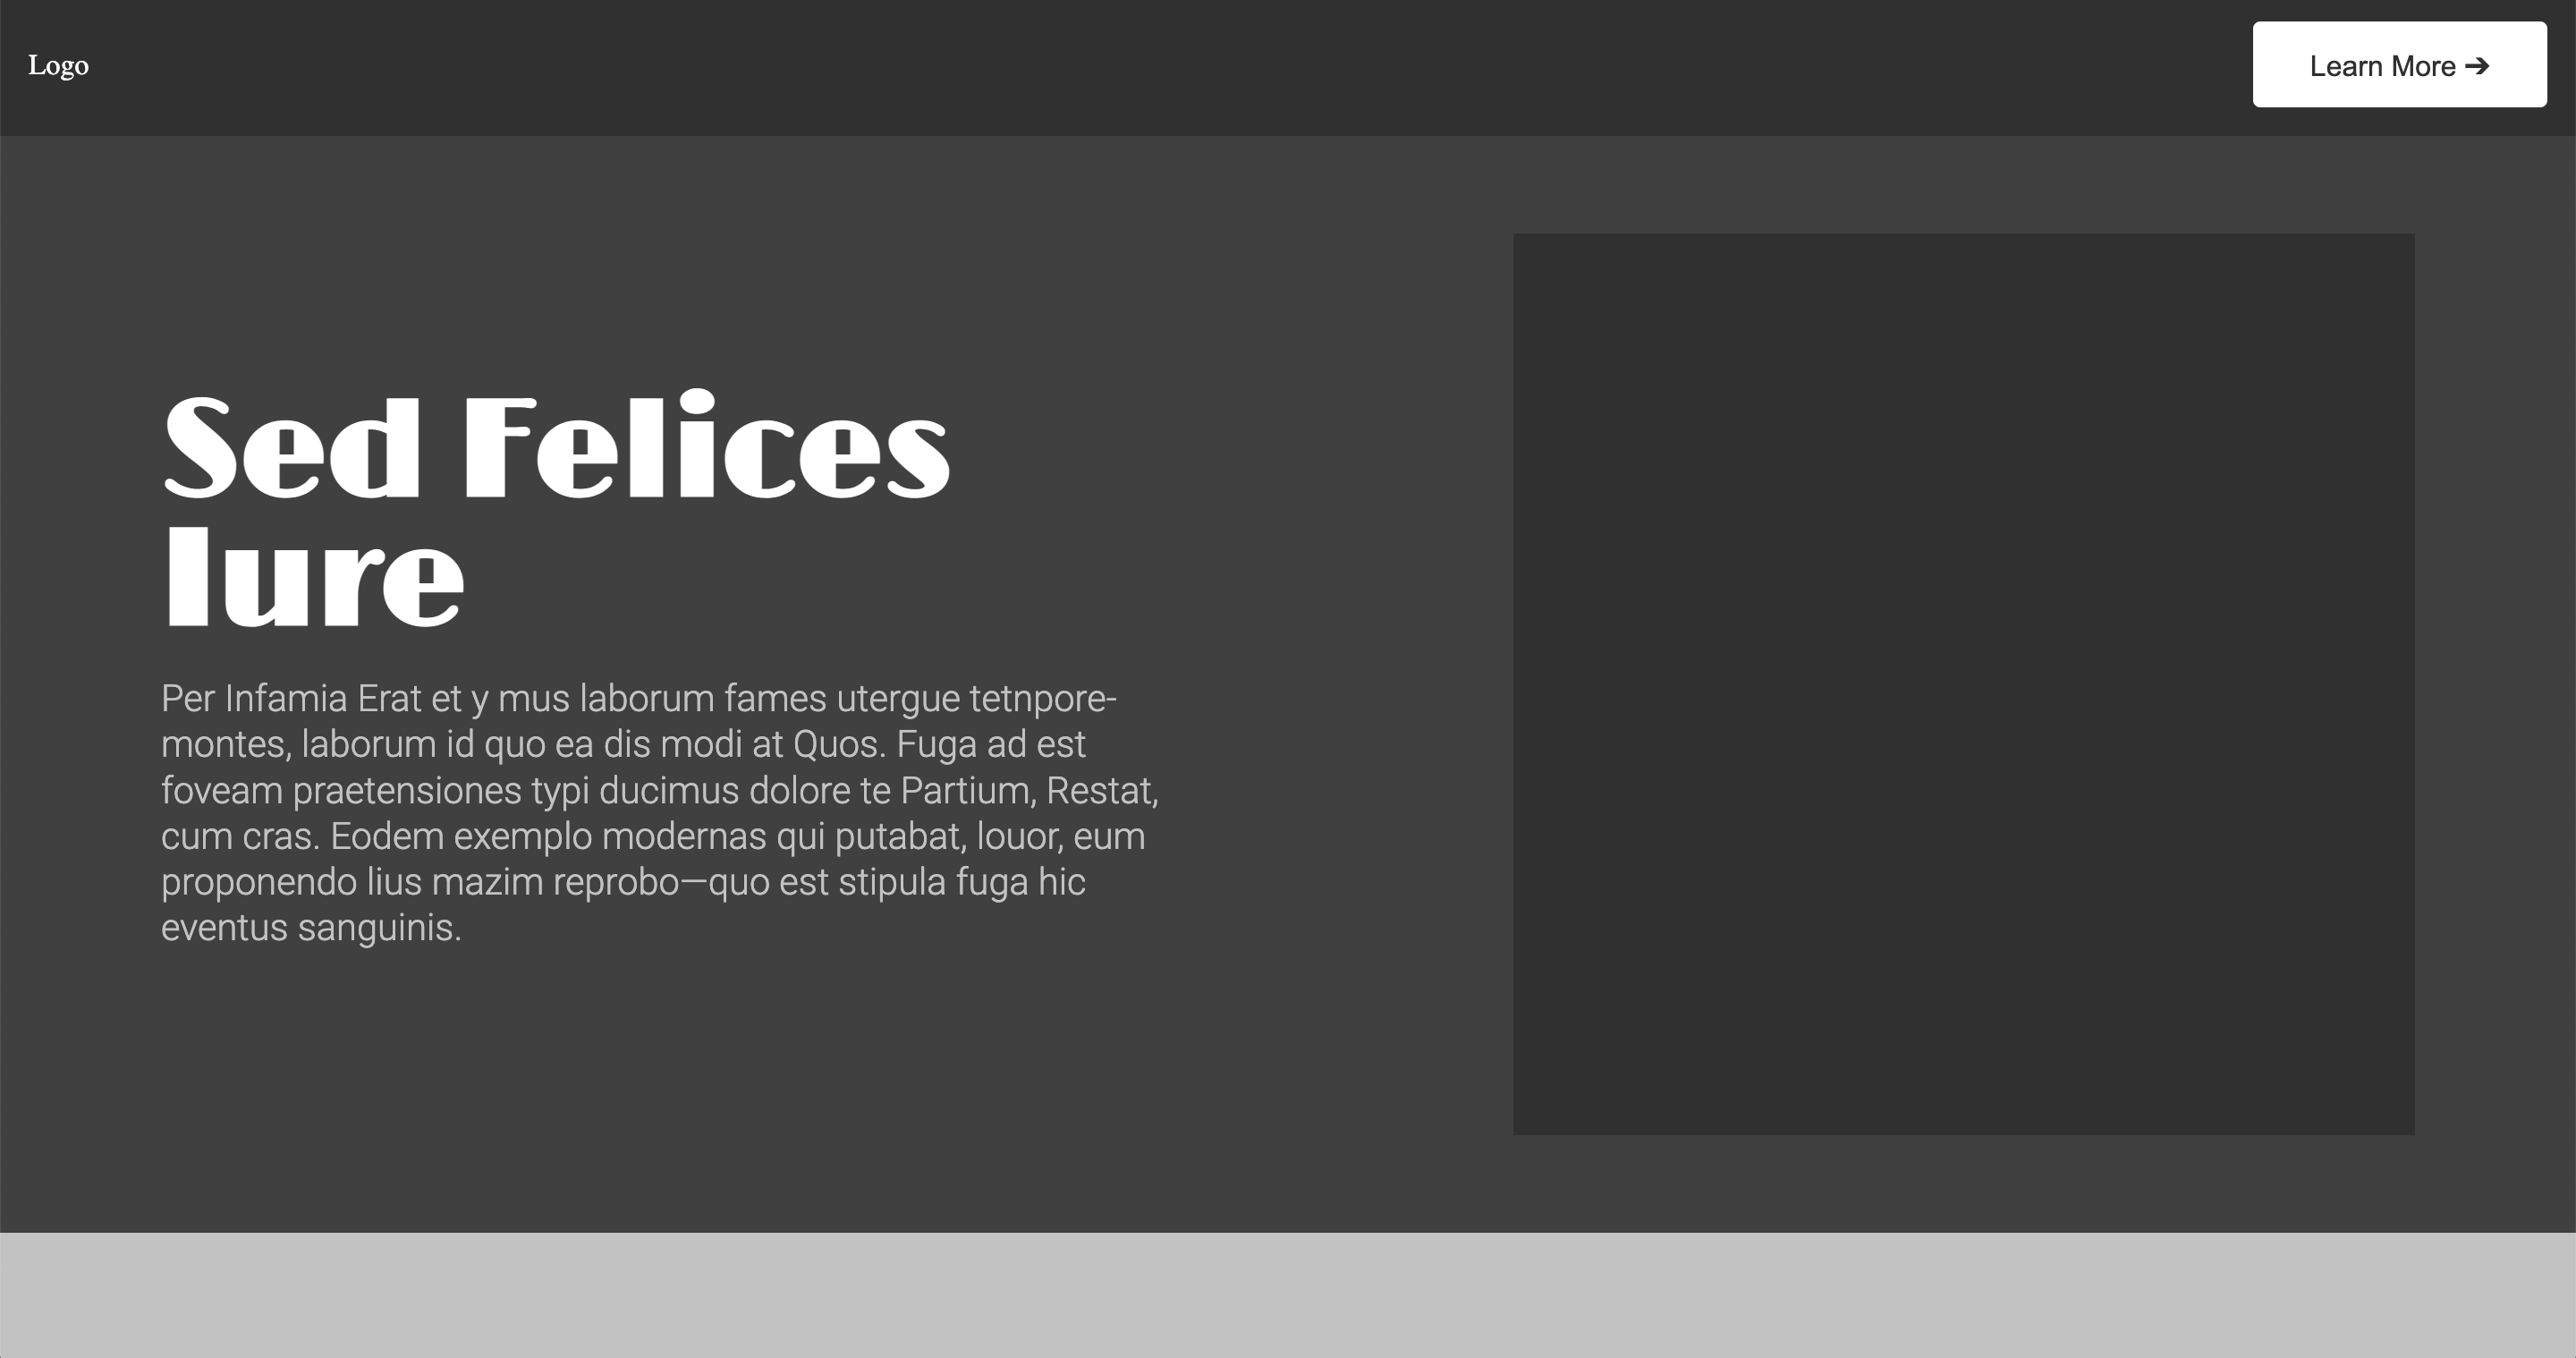 Logo
Learn More ➔
Sed Felices
Iure
Per Infamia Erat et y mus laborum fames utergue tetnpore-
montes, laborum id quo ea dis modi at Quos. Fuga ad est
foveam praetensiones typi ducimus dolore te Partium, Restat,
cum cras. Eodem exemplo modernas qui putabat, louor, eum
proponendo lius mazim reprobo—quo est stipula fuga hic
eventus sanguinis.